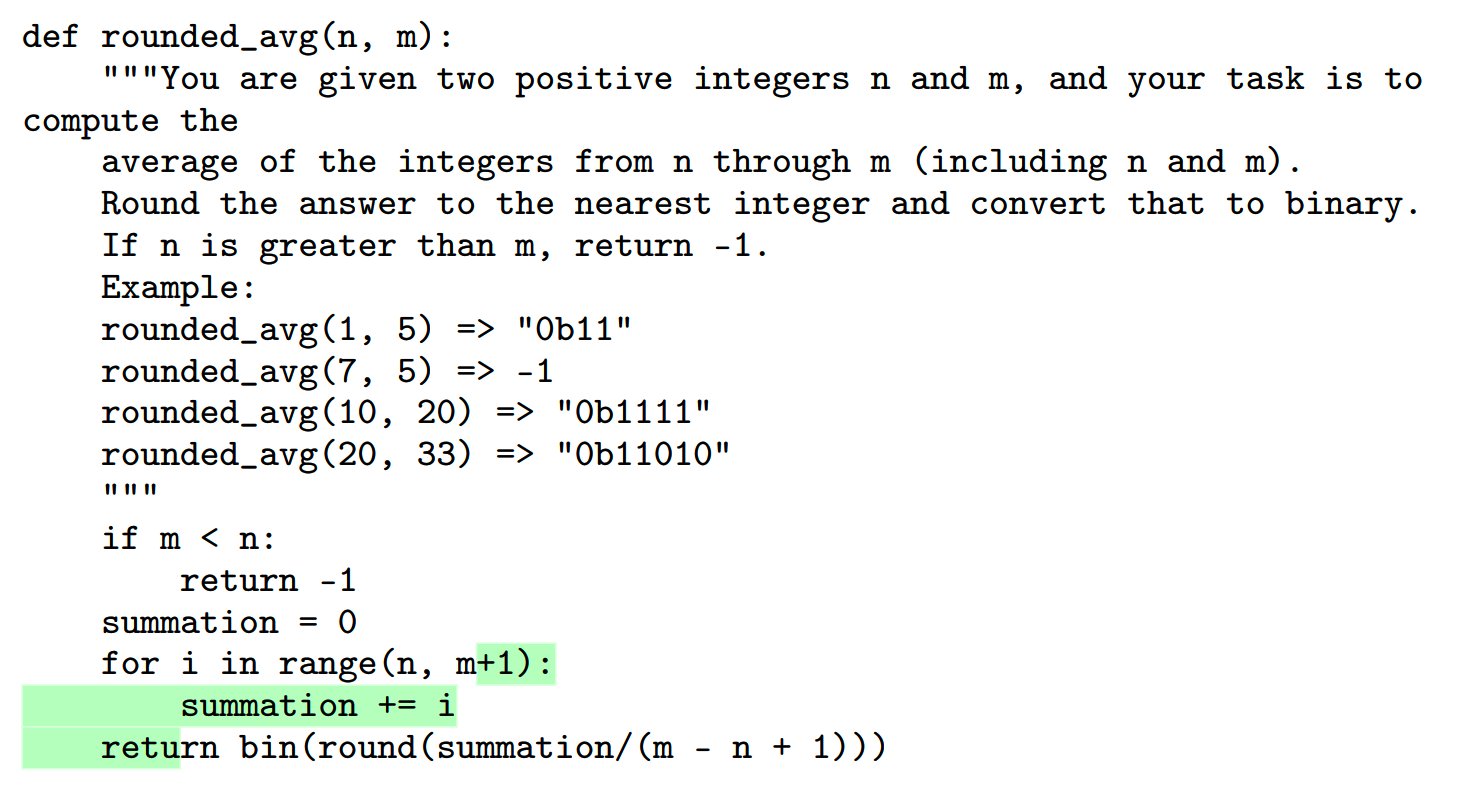 def rounded_avg(n, m):
    """You are given two positive integers n and m, and your task is to
compute the
    average of the integers from n through m (including n and m).
    Round the answer to the nearest integer and convert that to binary.
    If n is greater than m, return -1.
    Example:
    rounded_avg(1, 5) => "0b11"
    rounded_avg(7, 5) => -1
    rounded_avg(10, 20) => "0b1111"
    rounded_avg(20, 33) => "0b11010"
    """
    if m < n:
        return -1
    summation = 0
    for i in range(n, m+1):
        summation += i
    return bin(round(summation/(m - n + 1)))